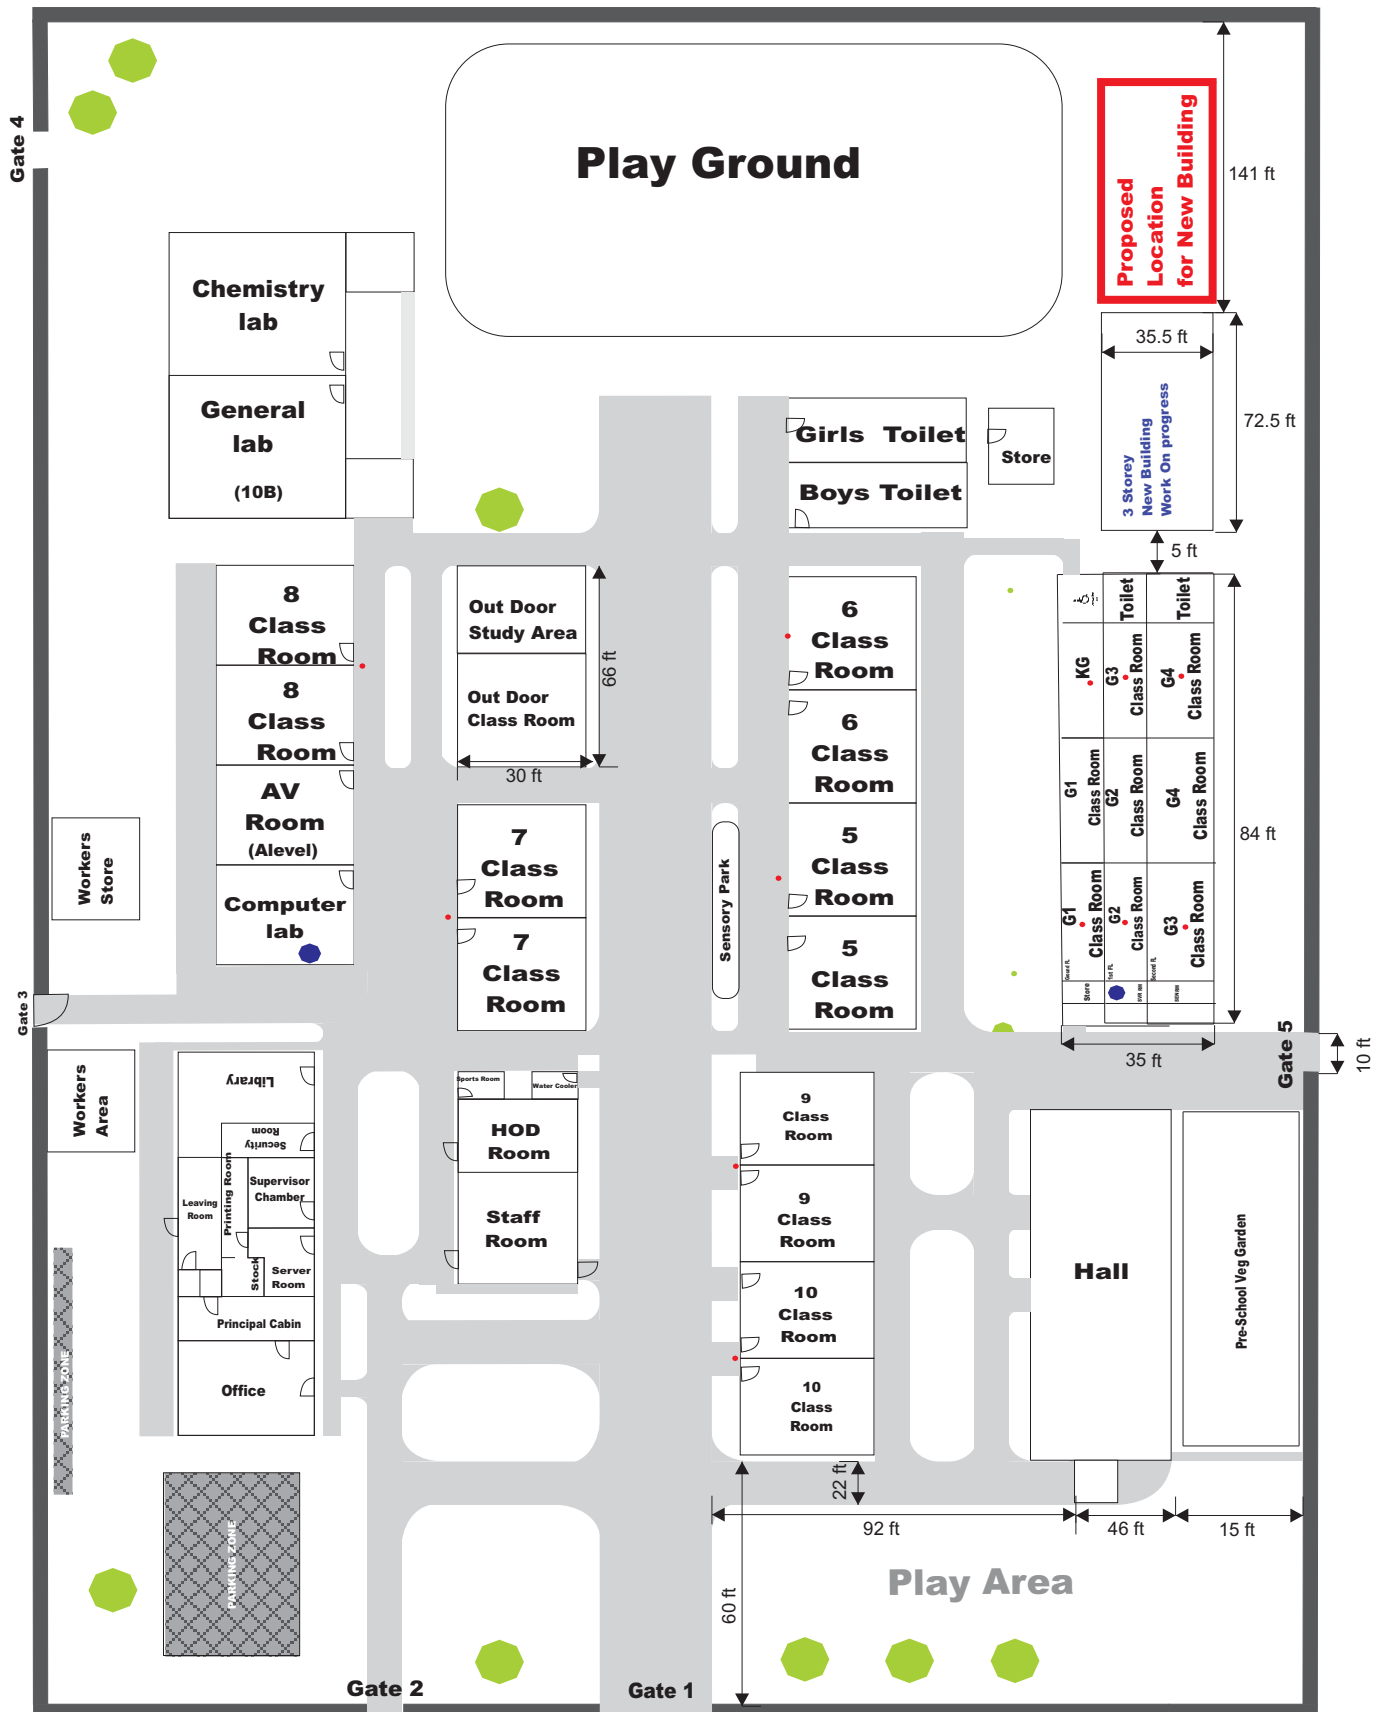 Gate 4
Play Ground
Proposed
Location
for New Building
141 ft
Chemistry
lab
General
lab
(10B)
35.5 ft
3 Storey
New Building
Work On progress
72.5 ft
Girls Toilet
Boys Toilet
Store
5 ft
8
Class
Room
8
Class
Room
AV
Room
(Alevel)
Computer
lab
Out Door
Study Area
Out Door
Class Room
66 ft
30 ft
7
Class
Room
7
Class
Room
Sensory Park
6
Class
Room
6
Class
Room
5
Class
Room
5
Class
Room
Toilet
Toilet
KG
G3
Class Room
G4
Class Room
G1
Class Room
G2
Class Room
G4
Class Room
G1
Class Room
G2
Class Room
G3
Class Room
Ground FL
1st FL
Second FL
Store
84 ft
35 ft
Gate 5
10 ft
Workers
Store
Gate 3
Workers
Area
Library
Security
Room
Printing Room
Supervisor
Chamber
Leaving
Room
Stock
Server
Room
Principal Cabin
Office
Sports Room
Water Cooler
HOD
Room
Staff
Room
9
Class
Room
9
Class
Room
10
Class
Room
10
Class
Room
Hall
Pre-School Veg Garden
PARKING ZONE
PARKING ZONE
22 ft
92 ft
46 ft
15 ft
60 ft
Play Area
Gate 2
Gate 1